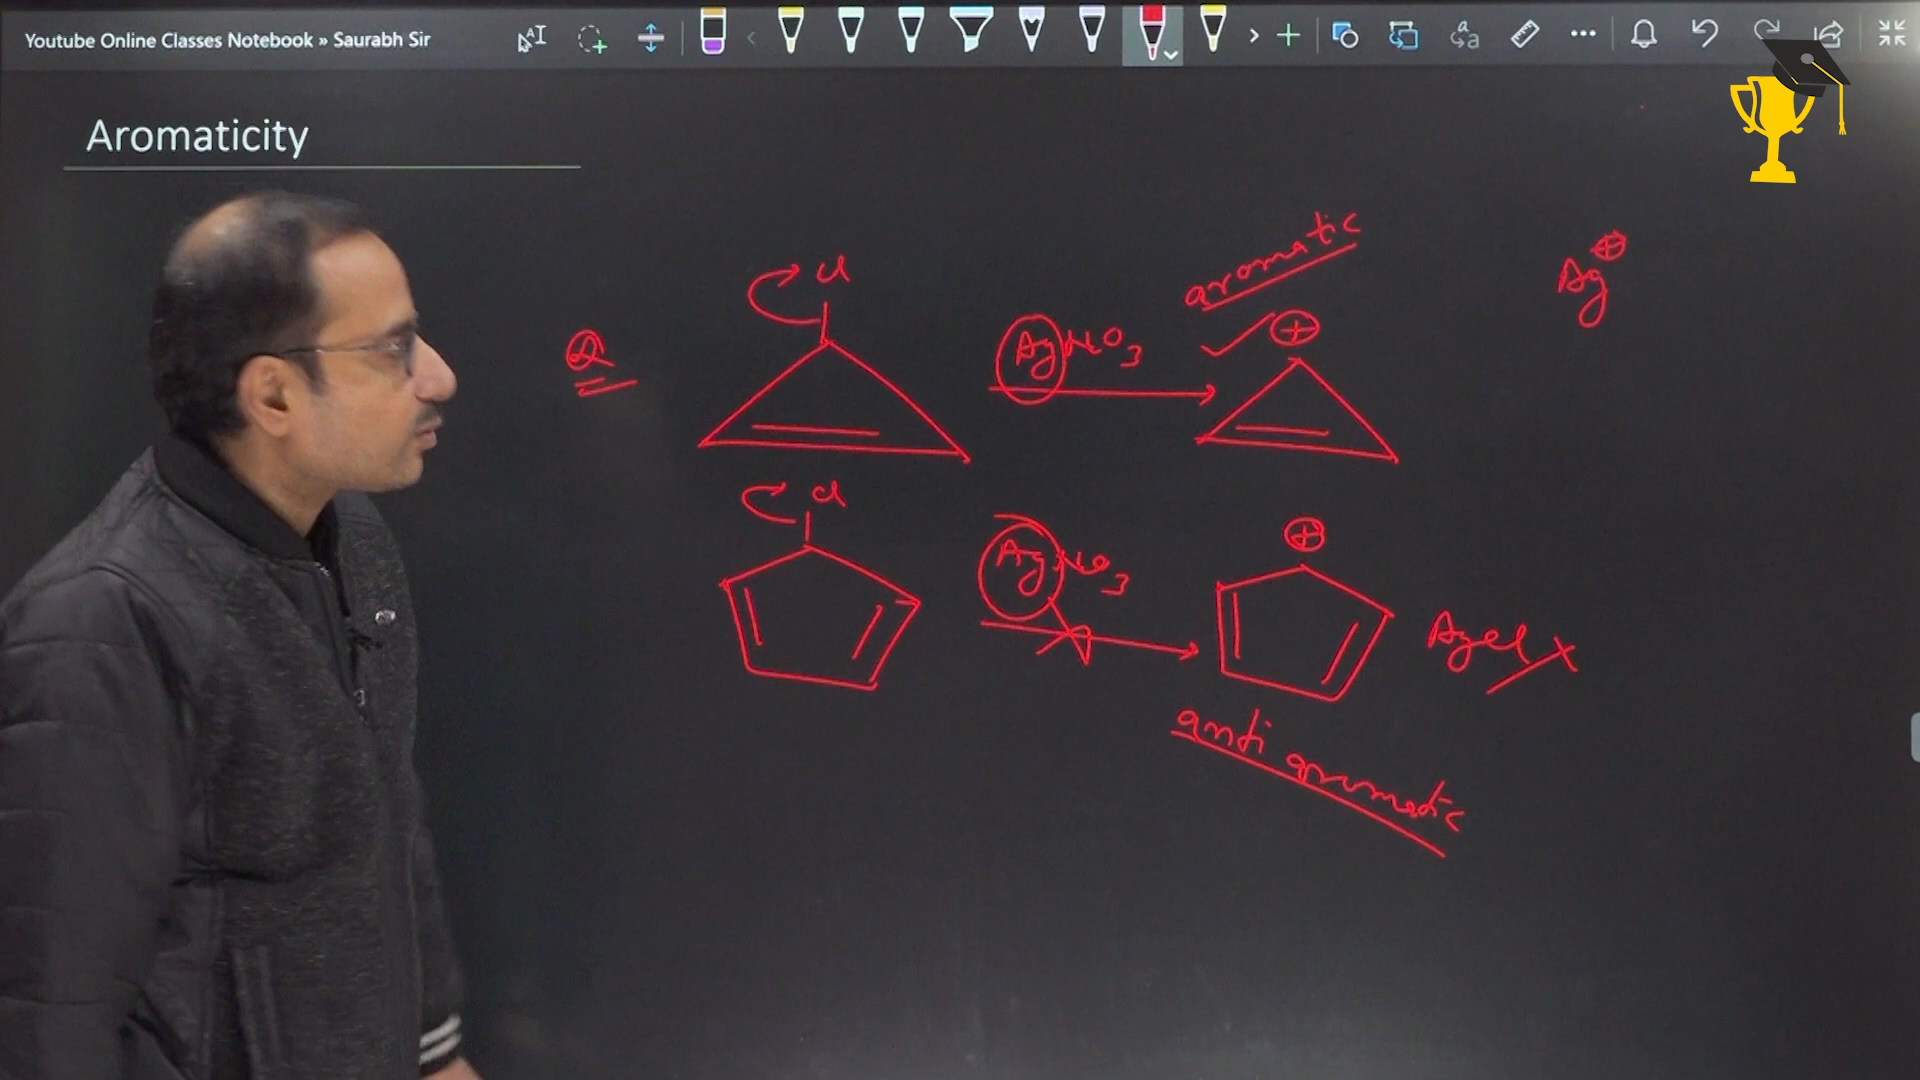 Youtube Online Classes Notebook » Saurabh Sir
Aromaticity
Q
Cl
AgNO3
aromatic
⊕
Ag⊕
Cl
AgNO3
⊕
AgCl x
anti aromatic